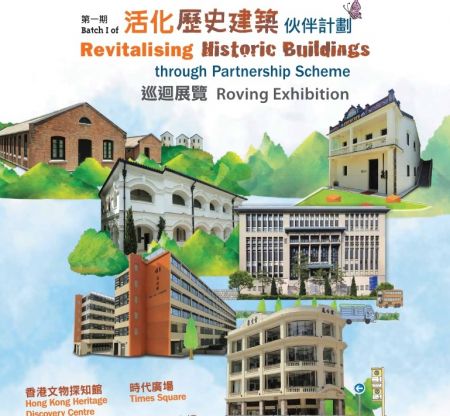 第一期
Batch I of
活化歷史建築 伙伴計劃
Revitalising Historic Buildings
through Partnership Scheme
巡迴展覽 Roving Exhibition
香港文物探知館
Hong Kong Heritage
Discovery Centre
時代廣場
Times Square